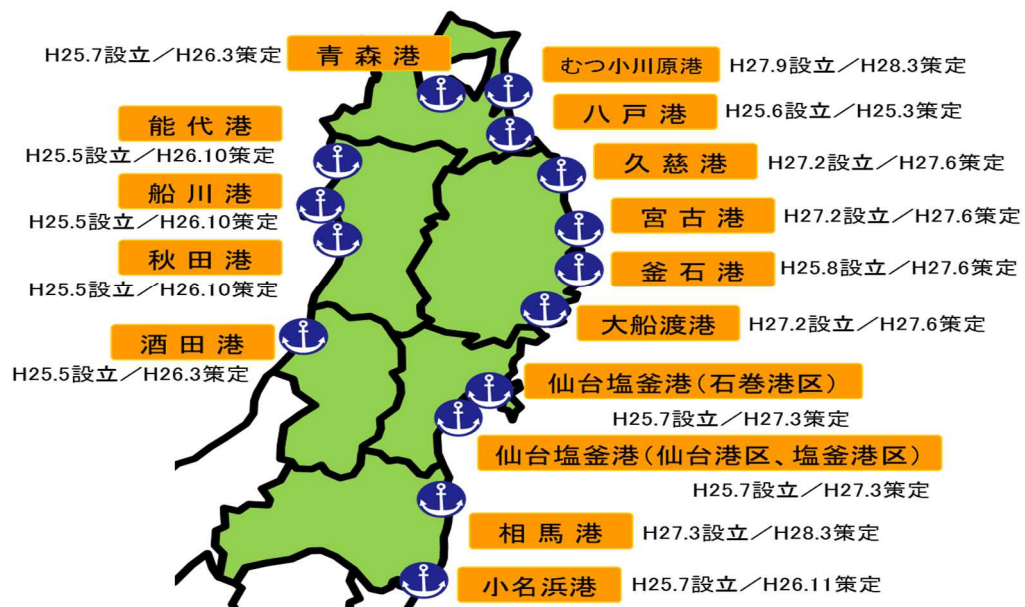 H25.7設立／H26.3策定 青森港
むつ小川原港 H27.9設立／H28.3策定
八戸港 H25.6設立／H25.3策定
能代港
H25.5設立／H26.10策定
久慈港 H27.2設立／H27.6策定
船川港
H25.5設立／H26.10策定
宮古港 H27.2設立／H27.6策定
秋田港
H25.5設立／H26.10策定
釜石港 H25.8設立／H27.6策定
大船渡港 H27.2設立／H27.6策定
酒田港
H25.5設立／H26.3策定
仙台塩釜港（石巻港区）
H25.7設立／H27.3策定
仙台塩釜港（仙台港区、塩釜港区）
H25.7設立／H27.3策定
相馬港 H27.3設立／H28.3策定
小名浜港 H25.7設立／H26.11策定